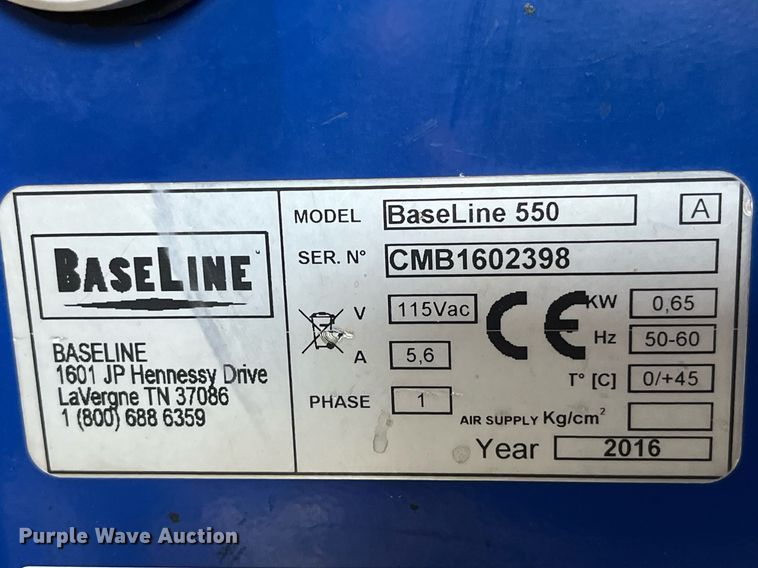 BASELINE
BASELINE
1601 JP Hennessy Drive
LaVergne TN 37086
1 (800) 688 6359
MODEL BaseLine 550 A
SER. N° CMB1602398
V 115Vac
A 5,6
PHASE 1
CE
KW 0,65
Hz 50-60
T° [C] 0/+45
AIR SUPPLY Kg/cm²
Year 2016
Purple Wave Auction